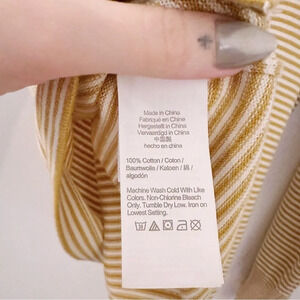 Made in China
Fabriqué en Chine
Hergestellt in China
Vervaardigd in China
中国製
hecho en china
100% Cotton / Coton /
Baumwolle / Katoen / 綿 /
algodón
Machine Wash Cold With Like
Colors. Non-Chlorine Bleach
Only. Tumble Dry Low. Iron on
Lowest Setting.